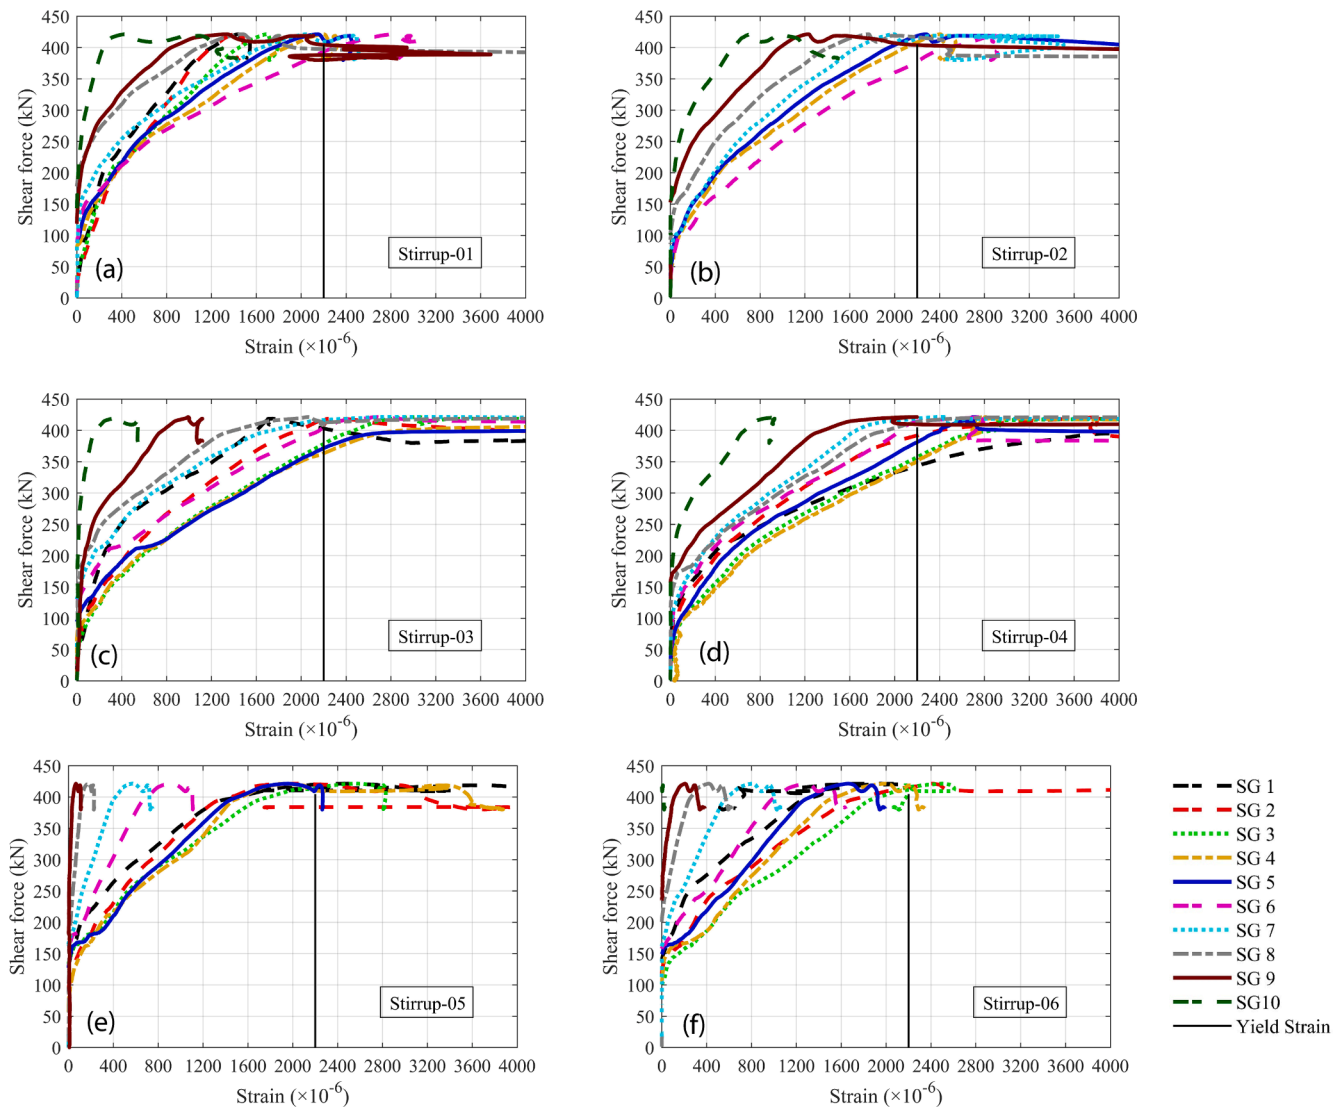 450
400
350
300
250
200
150
100
50
0
Shear force (kN)
(a)
Stirrup-01
0 400 800 1200 1600 2000 2400 2800 3200 3600 4000
Strain (×10-6)
450
400
350
300
250
200
150
100
50
0
Shear force (kN)
(b)
Stirrup-02
0 400 800 1200 1600 2000 2400 2800 3200 3600 4000
Strain (×10-6)
450
400
350
300
250
200
150
100
50
0
Shear force (kN)
(c)
Stirrup-03
0 400 800 1200 1600 2000 2400 2800 3200 3600 4000
Strain (×10-6)
450
400
350
300
250
200
150
100
50
0
Shear force (kN)
(d)
Stirrup-04
0 400 800 1200 1600 2000 2400 2800 3200 3600 4000
Strain (×10-6)
450
400
350
300
250
200
150
100
50
0
Shear force (kN)
(e)
Stirrup-05
0 400 800 1200 1600 2000 2400 2800 3200 3600 4000
Strain (×10-6)
450
400
350
300
250
200
150
100
50
0
Shear force (kN)
(f)
Stirrup-06
0 400 800 1200 1600 2000 2400 2800 3200 3600 4000
Strain (×10-6)
SG 1
SG 2
SG 3
SG 4
SG 5
SG 6
SG 7
SG 8
SG 9
SG10
Yield Strain